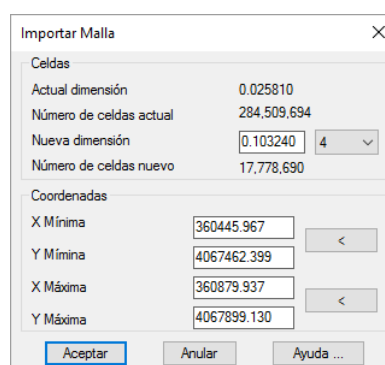 Importar Malla
Celdas
Actual dimensión 0.025810
Número de celdas actual 284,509,694
Nueva dimensión 0.103240 4
Número de celdas nuevo 17,778,690
Coordenadas
X Mínima 360445.967
<
Y Mímina 4067462.399
X Máxima 360879.937
<
Y Máxima 4067899.130
Aceptar Anular Ayuda ...